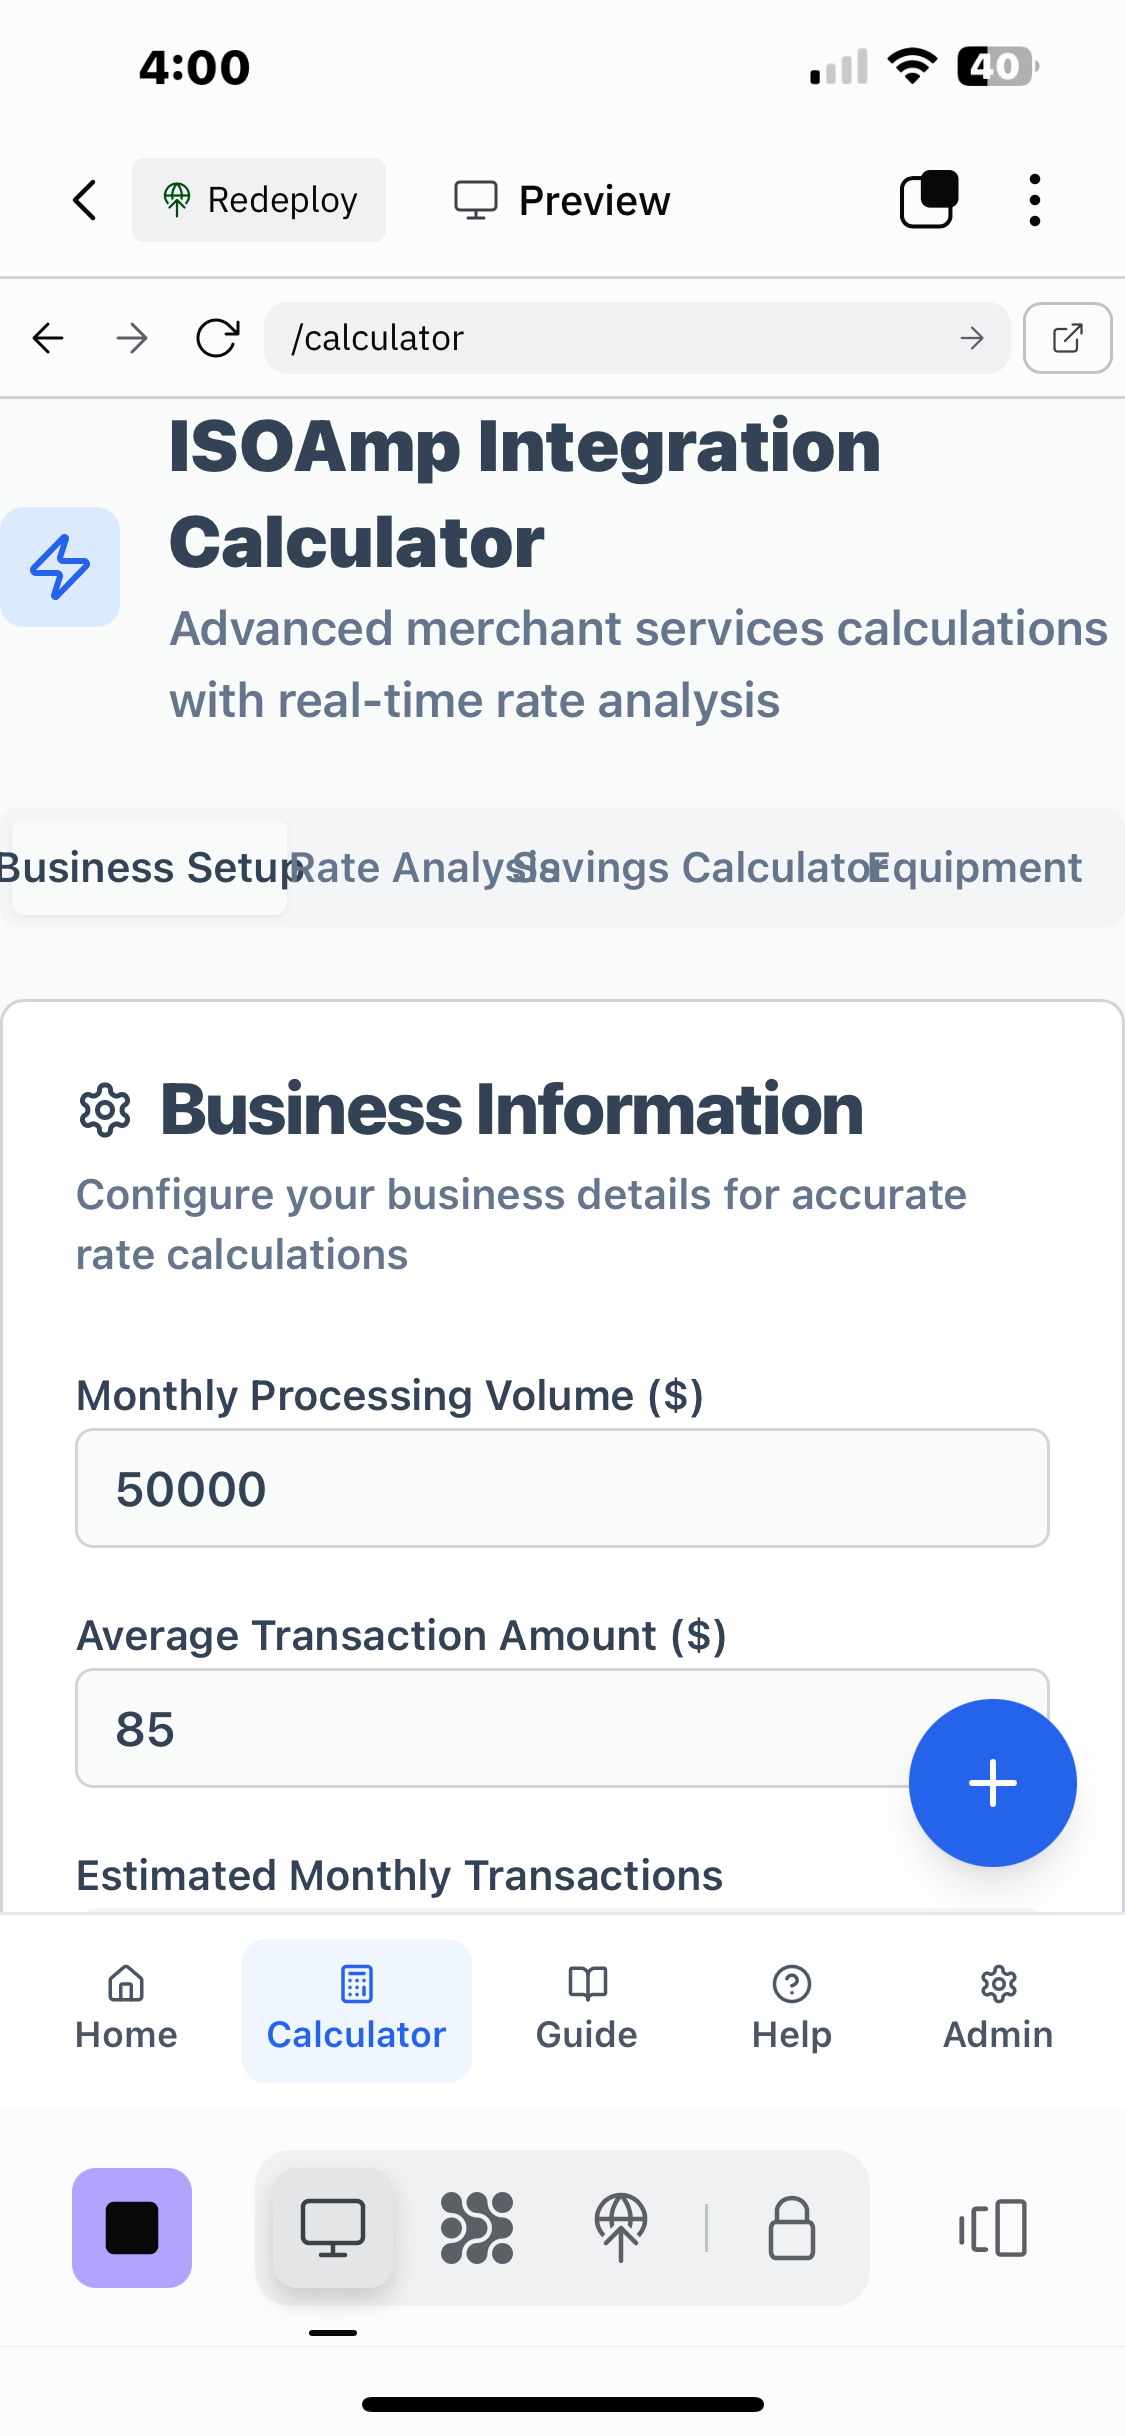 4:00
40
Redeploy
Preview
/calculator
ISOAmp Integration
Calculator
Advanced merchant services calculations
with real-time rate analysis
Business Setup
Rate Analysis
Savings Calculator
Equipment
Business Information
Configure your business details for accurate
rate calculations
Monthly Processing Volume ($)
50000
Average Transaction Amount ($)
85
Estimated Monthly Transactions
Home
Calculator
Guide
Help
Admin